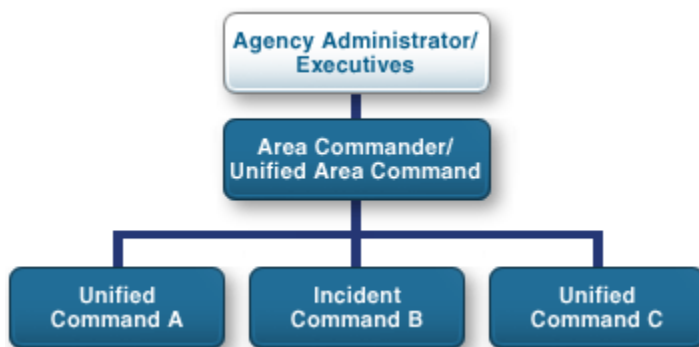 Agency Administrator/
Executives
Area Commander/
Unified Area Command
Unified
Command A
Incident
Command B
Unified
Command C